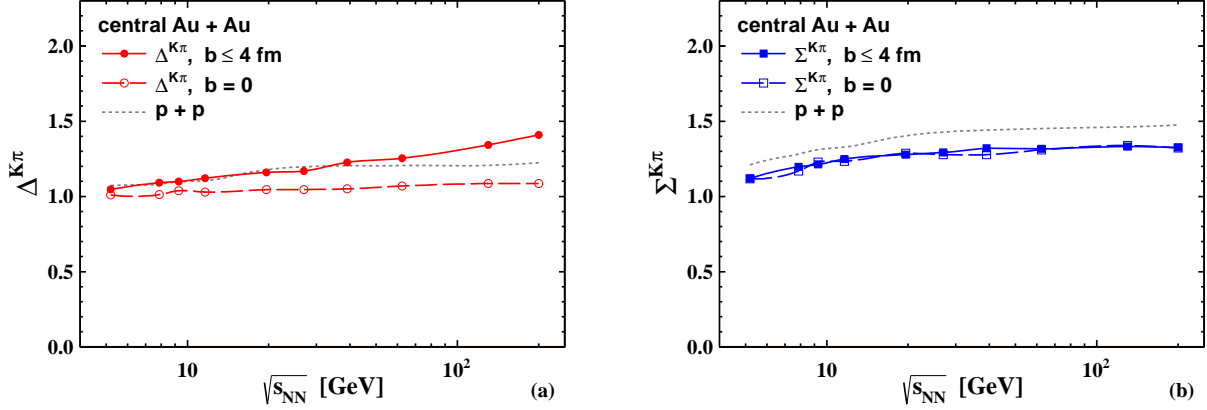 central Au + Au
Δ^{Kπ}, b ≤ 4 fm
Δ^{Kπ}, b = 0
p + p
2.0
1.5
1.0
0.5
0.0
Δ^{Kπ}
10
10²
√s_{NN} [GeV]
(a)
central Au + Au
Σ^{Kπ}, b ≤ 4 fm
Σ^{Kπ}, b = 0
p + p
2.0
1.5
1.0
0.5
0.0
Σ^{Kπ}
10
10²
√s_{NN} [GeV]
(b)